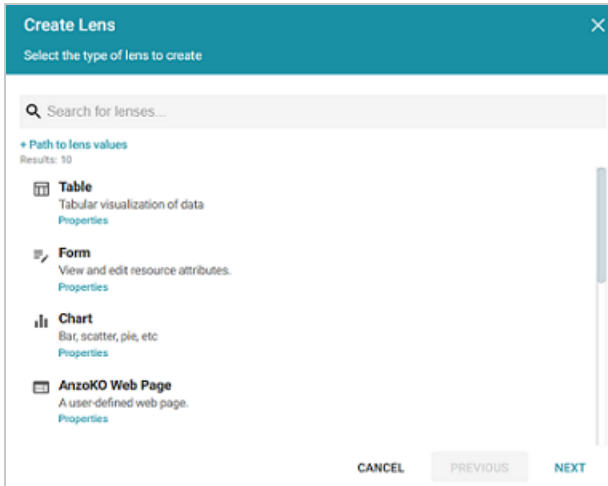 Create Lens
Select the type of lens to create
Search for lenses...
+ Path to lens values
Results: 10
Table
Tabular visualization of data
Properties
Form
View and edit resource attributes.
Properties
Chart
Bar, scatter, pie, etc
Properties
AnzoKO Web Page
A user-defined web page.
Properties
CANCEL PREVIOUS NEXT